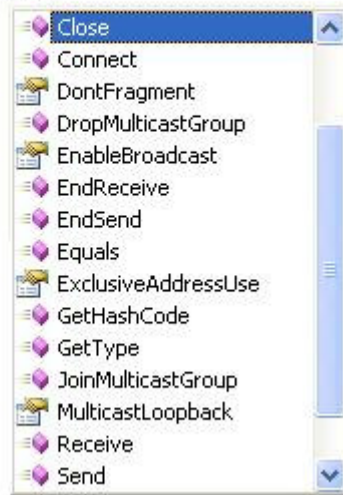 Close
Connect
DontFragment
DropMulticastGroup
EnableBroadcast
EndReceive
EndSend
Equals
ExclusiveAddressUse
GetHashCode
GetType
JoinMulticastGroup
MulticastLoopback
Receive
Send